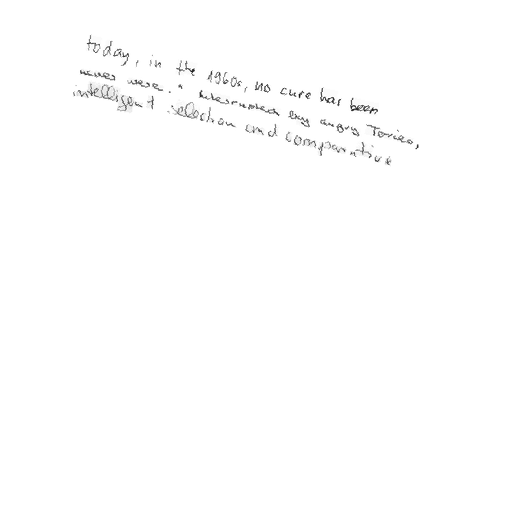 today, in the 1960s, no cure has been
never were." Interrupted by angry Tories,
intelligent selection and comparative